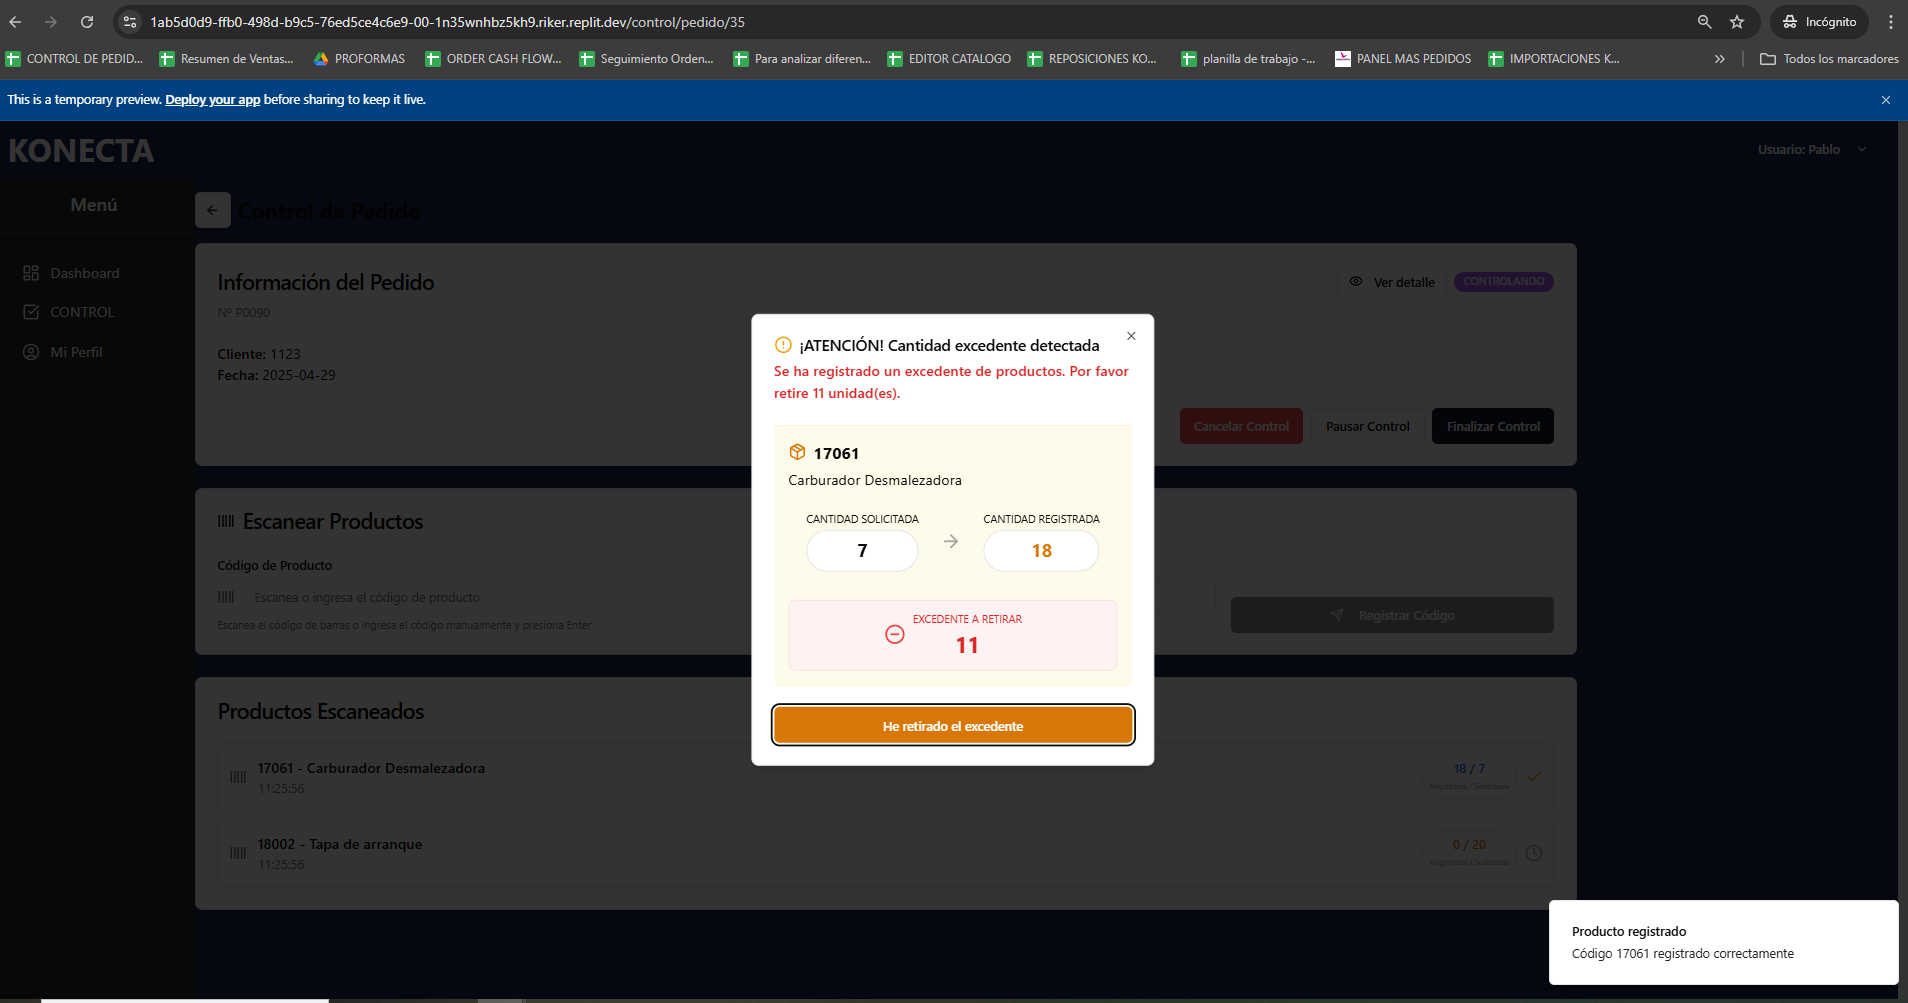 1ab5d0d9-ffb0-498d-b9c5-76ed5ce4c6e9-00-1n35wnhbz5kh9.riker.replit.dev/control/pedido/35
Incógnito
CONTROL DE PEDID...
Resumen de Ventas...
PROFORMAS
ORDER CASH FLOW...
Seguimiento Orden...
Para analizar diferen...
EDITOR CATALOGO
REPOSICIONES KO...
planilla de trabajo -...
PANEL MAS PEDIDOS
IMPORTACIONES K...
Todos los marcadores
This is a temporary preview. Deploy your app before sharing to keep it live.
KONECTA
Usuario: Pablo
Menú
Dashboard
CONTROL
Mi Perfil
Control de Pedido
Información del Pedido
Nº P0090
Cliente: 1123
Fecha: 2025-04-29
Ver detalle
CONTROLANDO
Cancelar Control
Pausar Control
Finalizar Control
Escanear Productos
Código de Producto
Escanea o ingresa el código de producto
Escanea el código de barras o ingresa el código manualmente y presiona Enter
Registrar Código
Productos Escaneados
17061 - Carburador Desmalezadora
11:25:56
18 / 7
Registrada / Solicitada
18002 - Tapa de arranque
11:25:56
0 / 20
Registrada / Solicitada
¡ATENCIÓN! Cantidad excedente detectada
Se ha registrado un excedente de productos. Por favor
retire 11 unidad(es).
17061
Carburador Desmalezadora
CANTIDAD SOLICITADA
7
CANTIDAD REGISTRADA
18
EXCEDENTE A RETIRAR
11
He retirado el excedente
Producto registrado
Código 17061 registrado correctamente